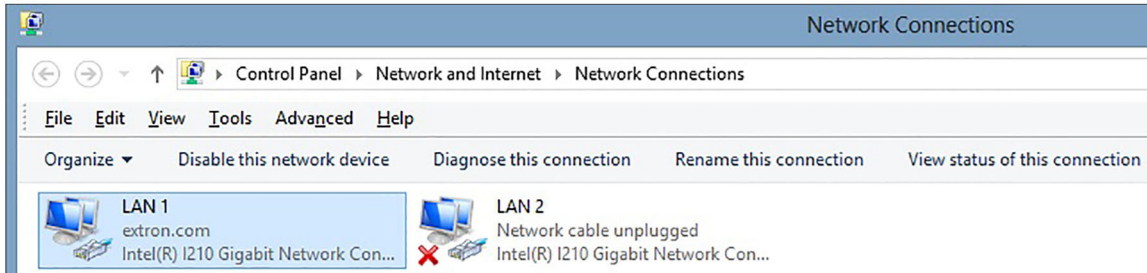 Network Connections
Control Panel Network and Internet Network Connections
File Edit View Tools Advanced Help
Organize Disable this network device Diagnose this connection Rename this connection View status of this connection
LAN 1
extron.com
Intel(R) I210 Gigabit Network Con...
LAN 2
Network cable unplugged
Intel(R) I210 Gigabit Network Con...